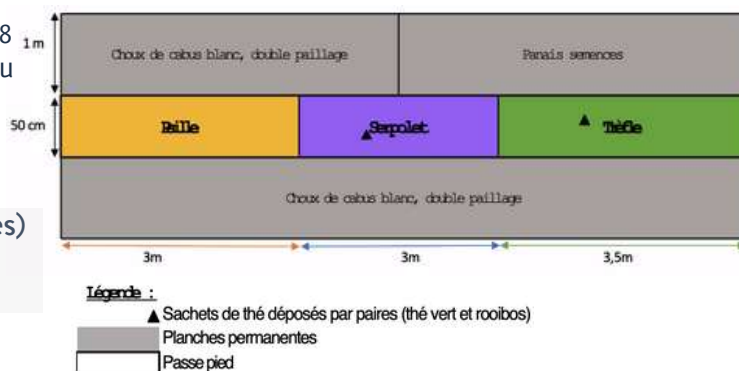 8
u
1 m
Choux de cabus blanc, double paillage
Panais semences
50 cm
Paille
Serpolet
Trèfle
es)
Choux de cabus blanc, double paillage
3m
3m
3,5m
Légende :
Sachets de thé déposés par paires (thé vert et rooibos)
Planches permanentes
Passe pied